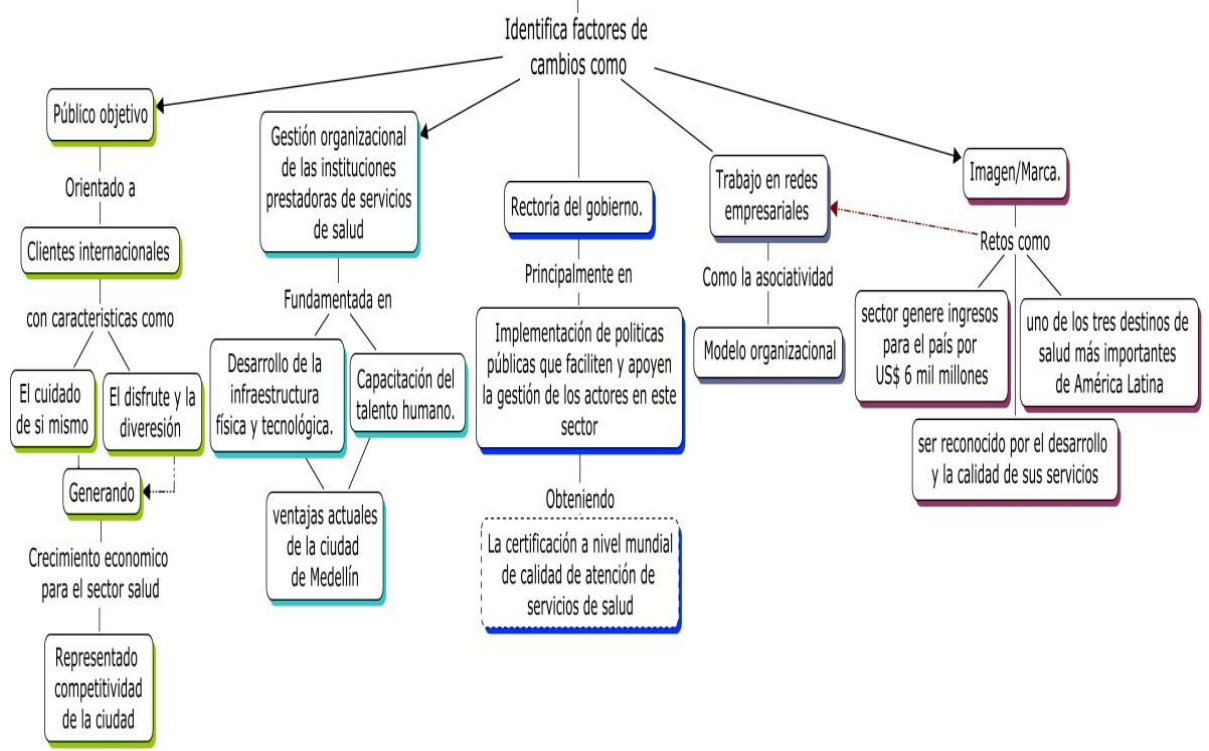 Identifica factores de
cambios como
Público objetivo
Orientado a
Clientes internacionales
con características como
El cuidado
de si mismo
El disfrute y la
diveresión
Generando
Crecimiento economico
para el sector salud
Representado
competitividad
de la ciudad
Gestión organizacional
de las instituciones
prestadoras de servicios
de salud
Fundamentada en
Desarrollo de la
infraestructura
física y tecnológica.
Capacitación del
talento humano.
ventajas actuales
de la ciudad
de Medellín
Rectoría del gobierno.
Principalmente en
Implementación de politicas
públicas que faciliten y apoyen
la gestión de los actores en este
sector
Obteniendo
La certificación a nivel mundial
de calidad de atención de
servicios de salud
Trabajo en redes
empresariales
Como la asociatividad
Modelo organizacional
Imagen/Marca.
Retos como
sector genere ingresos
para el país por
US$ 6 mil millones
uno de los tres destinos de
salud más importantes
de América Latina
ser reconocido por el desarrollo
y la calidad de sus servicios